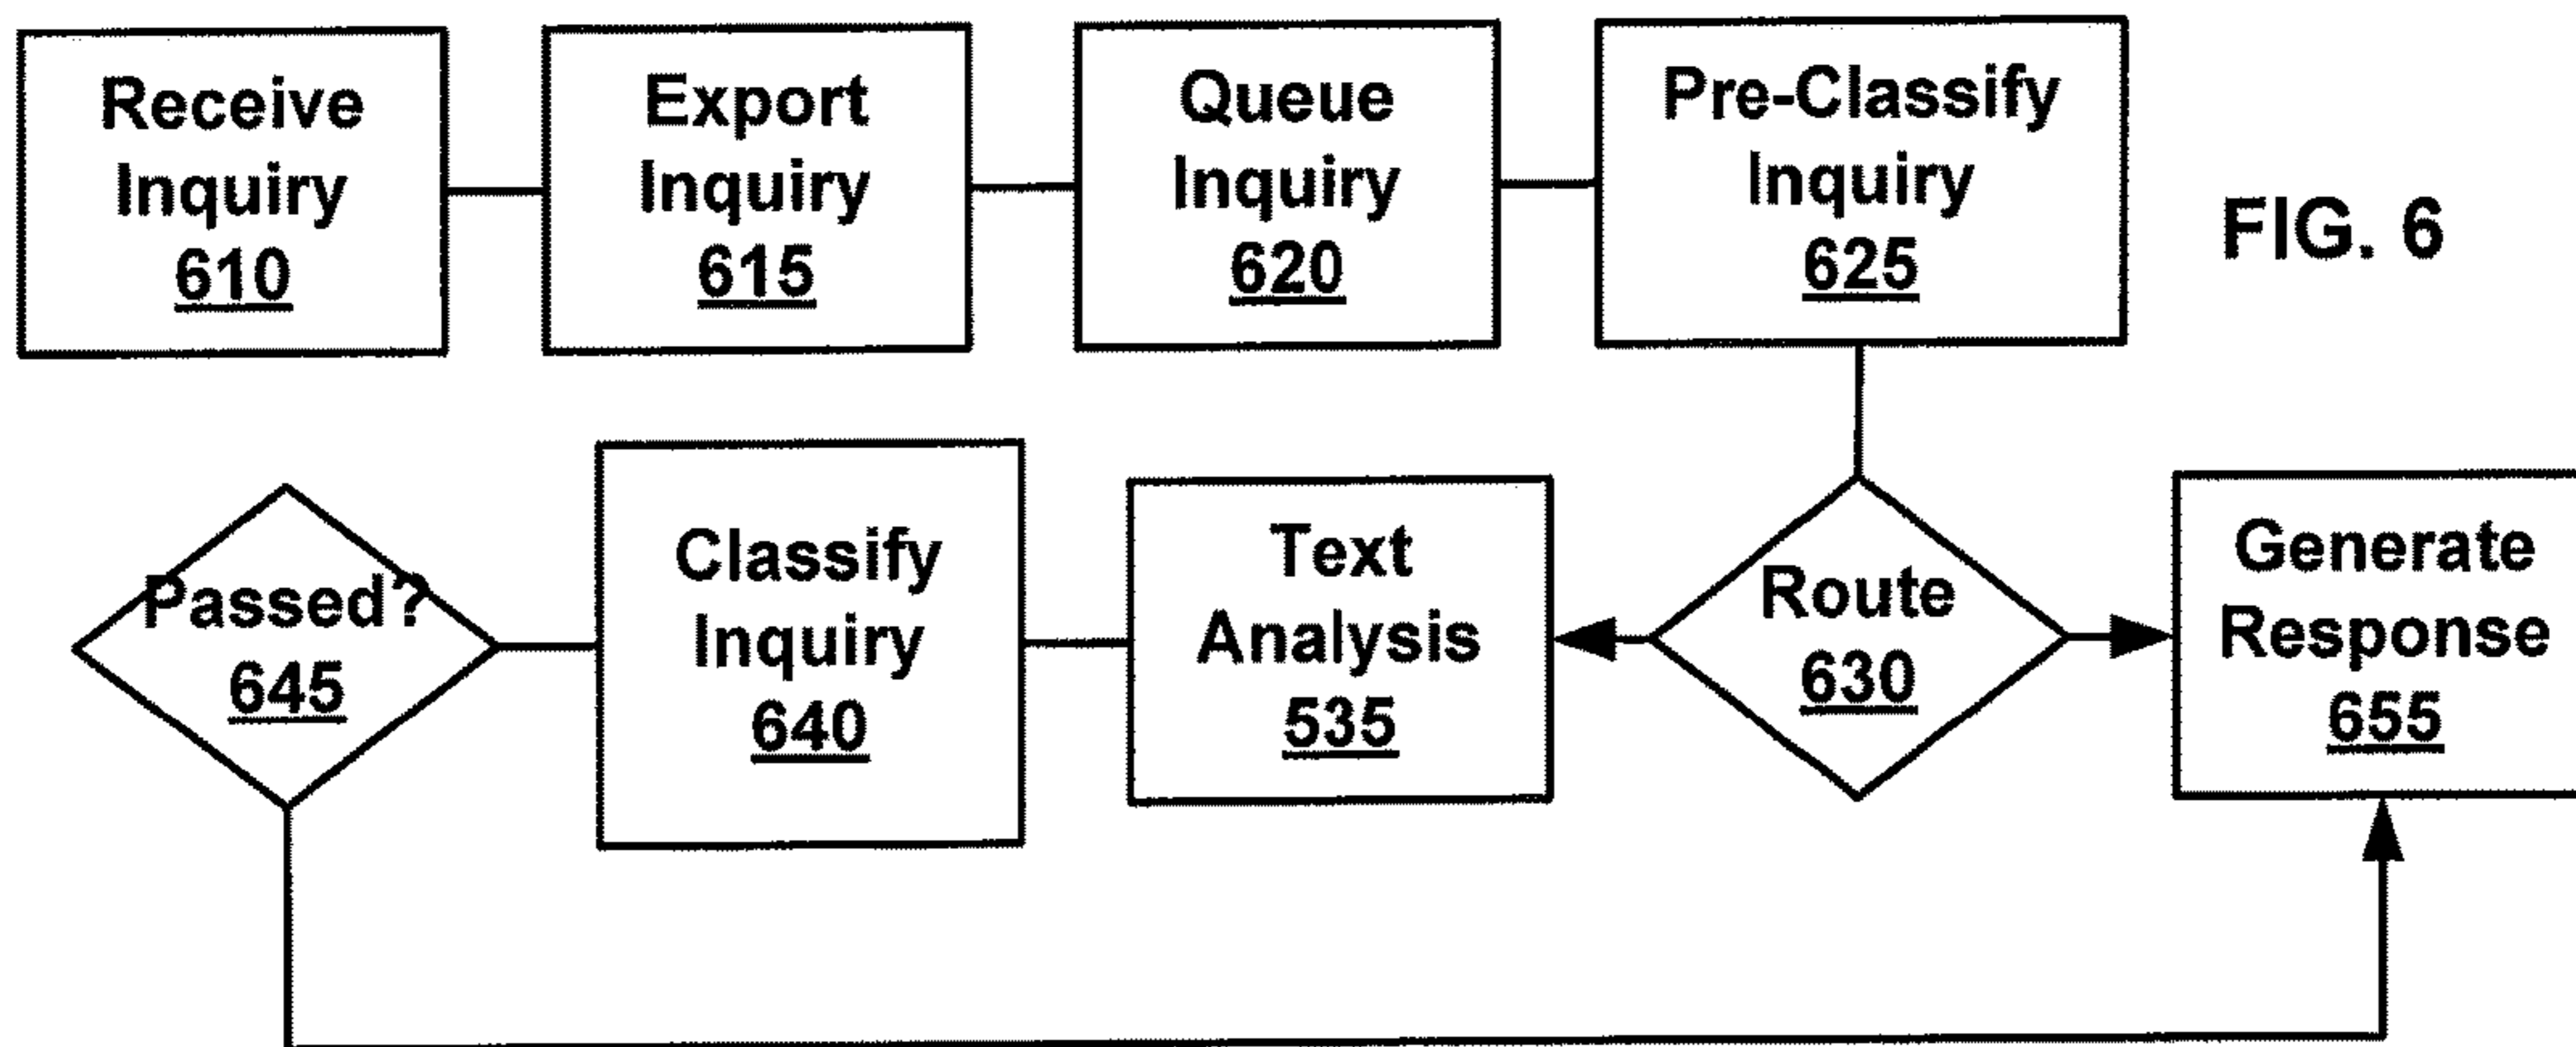 Receive
Inquiry
610
Export
Inquiry
615
Queue
Inquiry
620
Pre-Classify
Inquiry
625
FIG. 6
Passed?
645
Classify
Inquiry
640
Text
Analysis
535
Route
630
Generate
Response
655